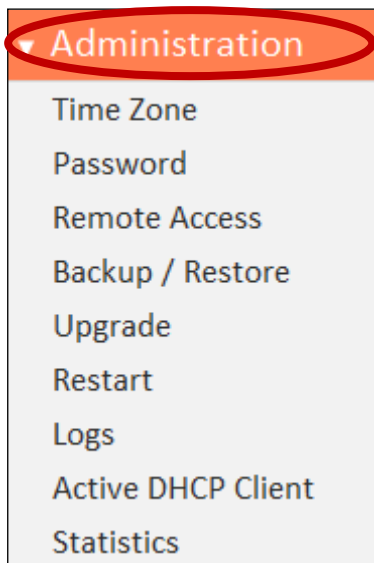 Administration
Time Zone
Password
Remote Access
Backup / Restore
Upgrade
Restart
Logs
Active DHCP Client
Statistics